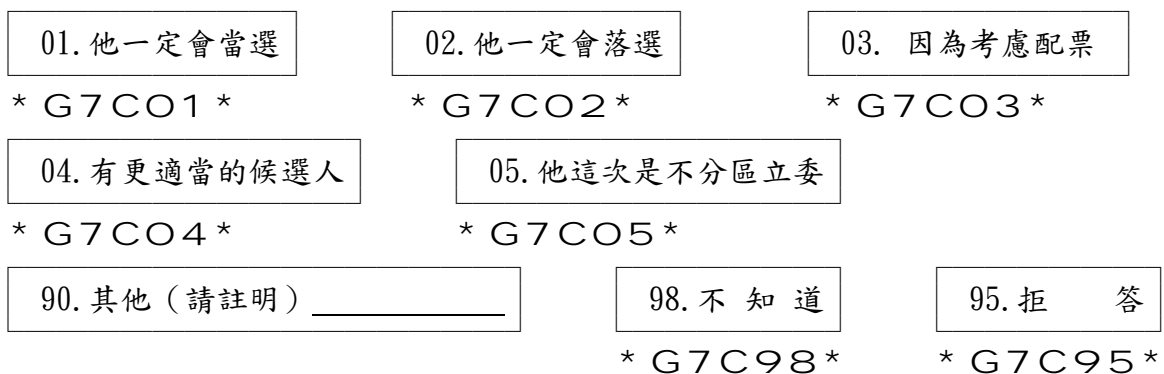 01.他一定會當選 02.他一定會落選 03. 因為考慮配票
*G7C01* *G7C02* *G7C03*
04.有更適當的候選人 05.他這次是不分區立委
*G7C04* *G7C05*
90.其他（請註明）____________ 98.不 知 道 95.拒 答
*G7C98* *G7C95*